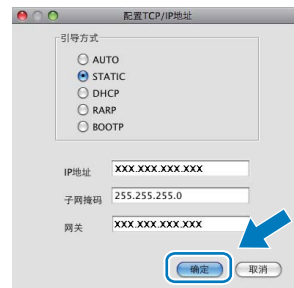 配置TCP/IP地址
引导方式
AUTO
STATIC
DHCP
RARP
BOOTP
IP地址 XXX.XXX.XXX.XXX
子网掩码 255.255.255.0
网关 XXX.XXX.XXX.XXX
确定 取消